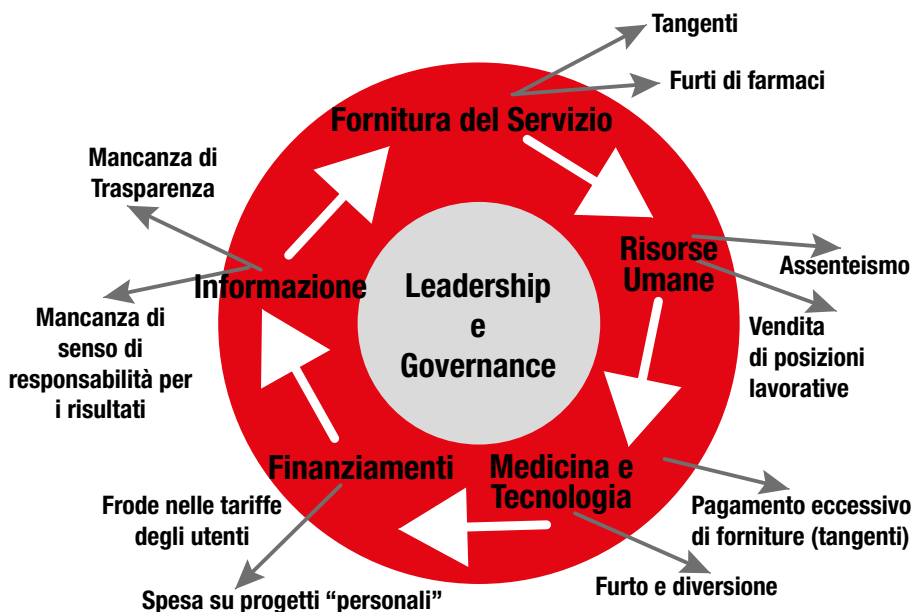 Tangenti
Furti di farmaci
Fornitura del Servizio
Mancanza di
Trasparenza
Risorse
Umane
Assenteismo
Informazione
Leadership
e
Governance
Mancanza di
senso di
responsabilità per
i risultati
Vendita
di posizioni
lavorative
Finanziamenti
Medicina e
Tecnologia
Frode nelle tariffe
degli utenti
Pagamento eccessivo
di forniture (tangenti)
Furto e diversione
Spesa su progetti “personali”